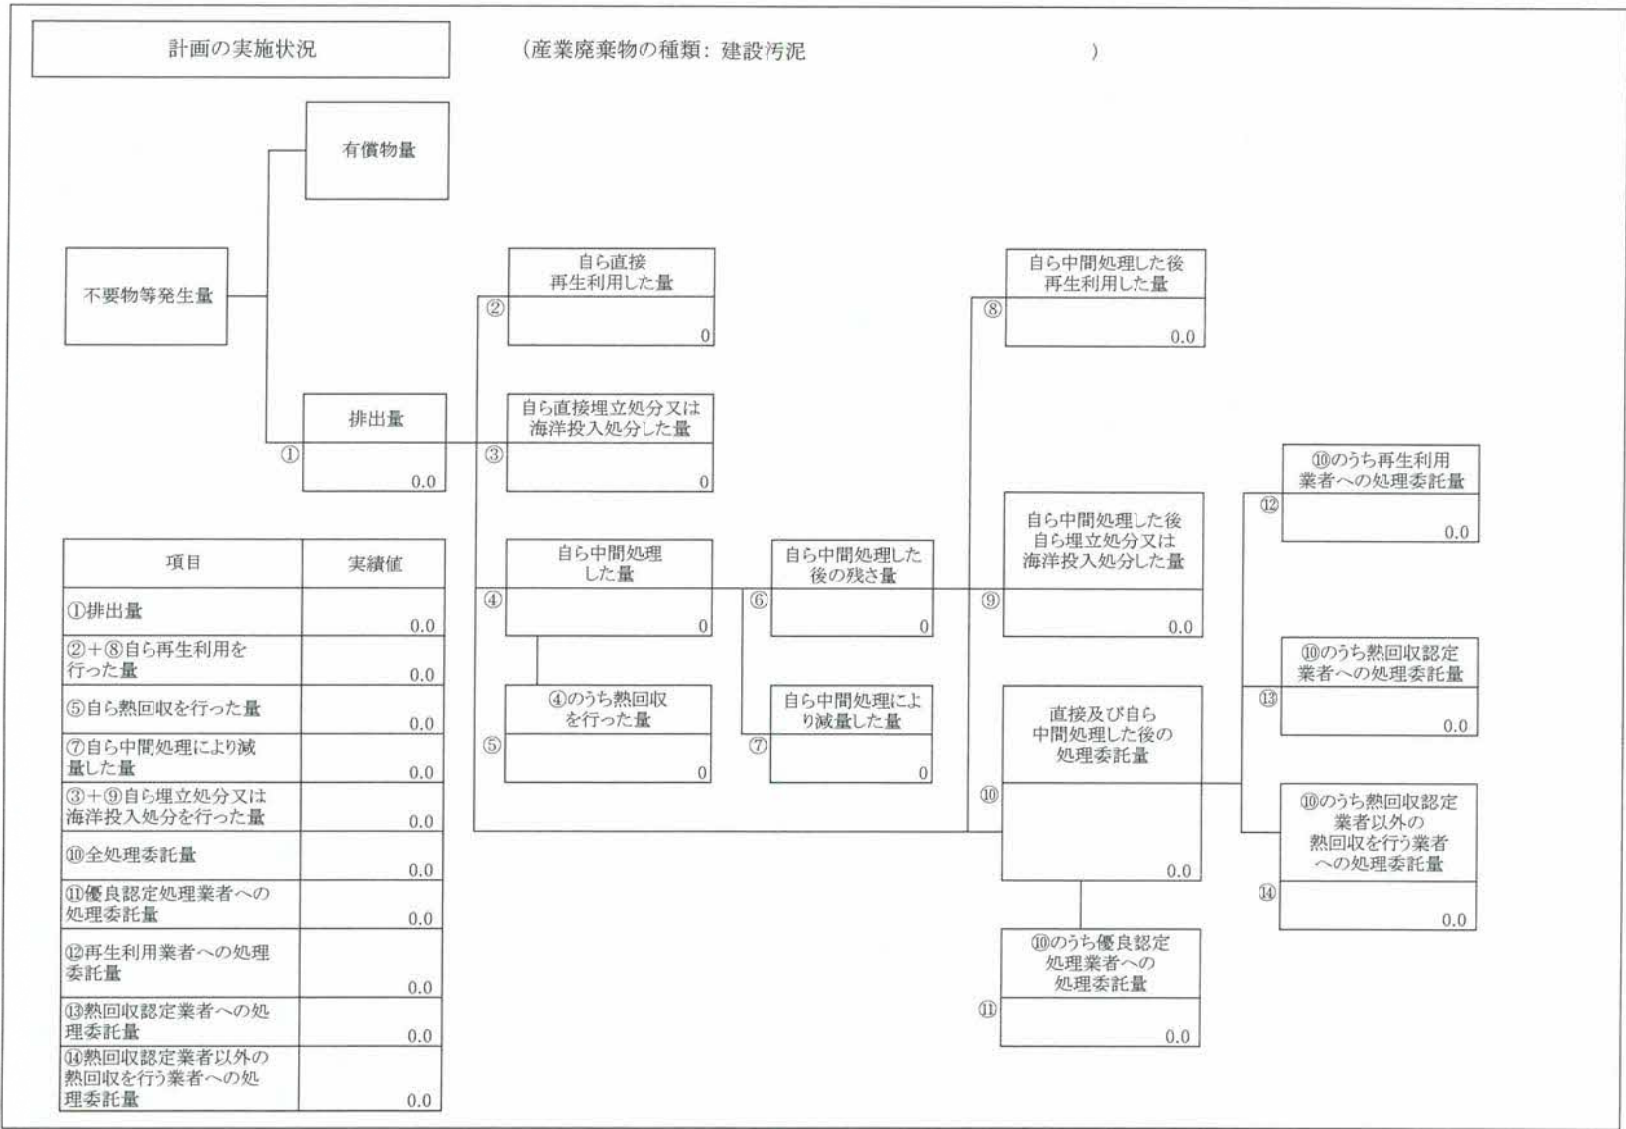 計画の実施状況
（産業廃棄物の種類：建設汚泥 ）
有償物量
不要物等発生量
排出量
①
0.0
自ら直接
再生利用した量
②
0
自ら直接埋立処分又は
海洋投入処分した量
③
0
自ら中間処理
した量
④
0
④のうち熱回収
を行った量
⑤
0
自ら中間処理した
後の残さ量
⑥
0
自ら中間処理によ
り減量した量
⑦
0
自ら中間処理した後
再生利用した量
⑧
0.0
自ら中間処理した後
自ら埋立処分又は
海洋投入処分した量
⑨
0.0
直接及び自ら
中間処理した後の
処理委託量
⑩
0.0
⑩のうち優良認定
処理業者への
処理委託量
⑪
0.0
⑩のうち再生利用
業者への処理委託量
⑫
0.0
⑩のうち熱回収認定
業者への処理委託量
⑬
0.0
⑩のうち熱回収認定
業者以外の
熱回収を行う業者
への処理委託量
⑭
0.0
項目 実績値
①排出量
0.0
②＋⑧自ら再生利用を
行った量 0.0
⑤自ら熱回収を行った量
0.0
⑦自ら中間処理により減
量した量 0.0
③＋⑨自ら埋立処分又は
海洋投入処分を行った量 0.0
⑩全処理委託量
0.0
⑪優良認定処理業者への
処理委託量 0.0
⑫再生利用業者への処理
委託量
0.0
⑬熱回収認定業者への処
理委託量 0.0
⑭熱回収認定業者以外の
熱回収を行う業者への処
理委託量 0.0